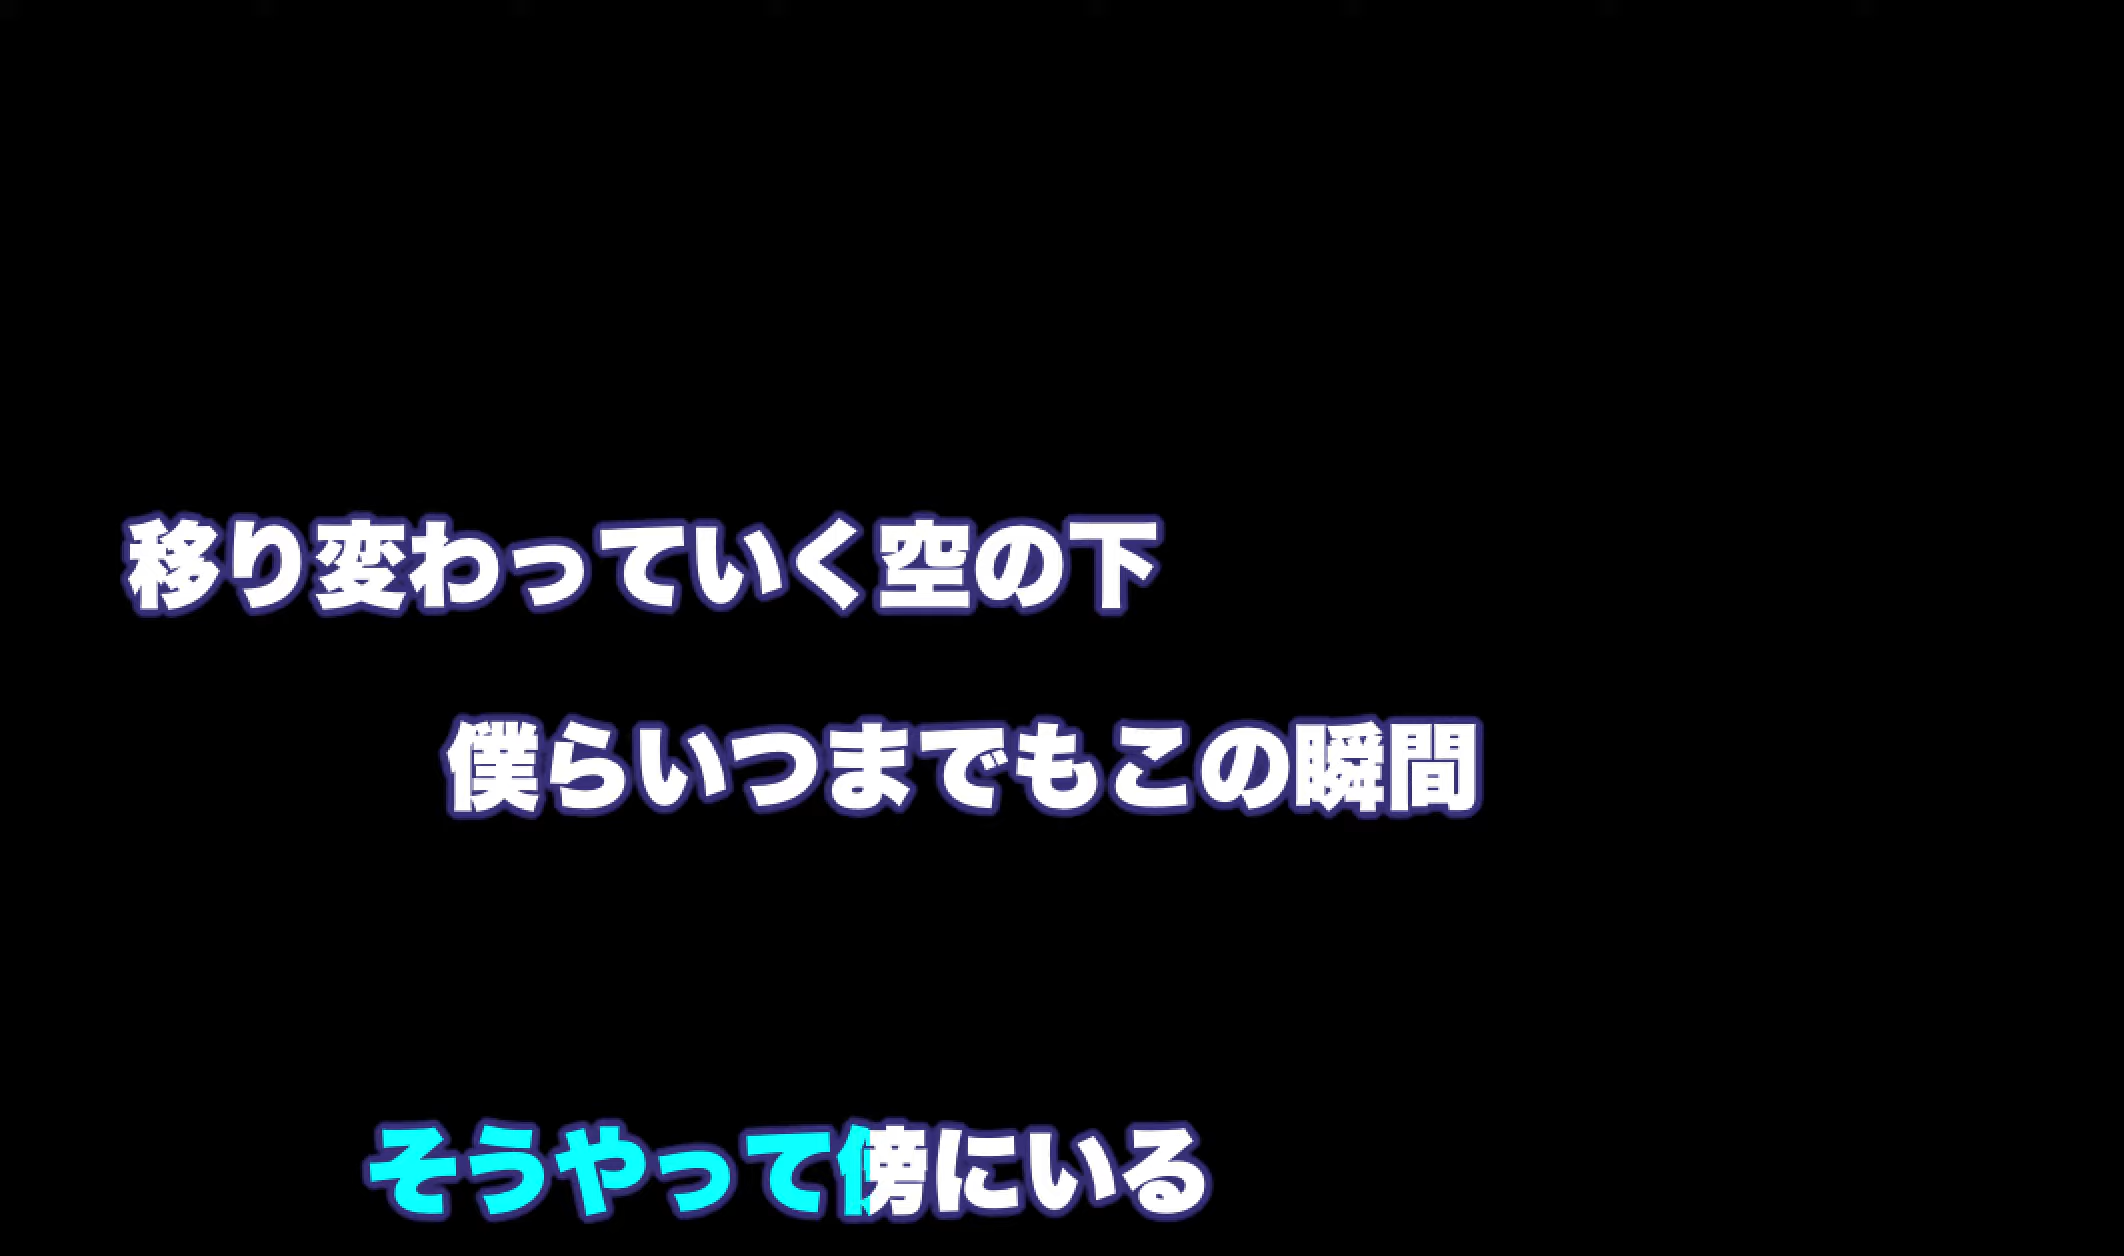 移り変わっていく空の下
僕らいつまでもこの瞬間
そうやって傍にいる